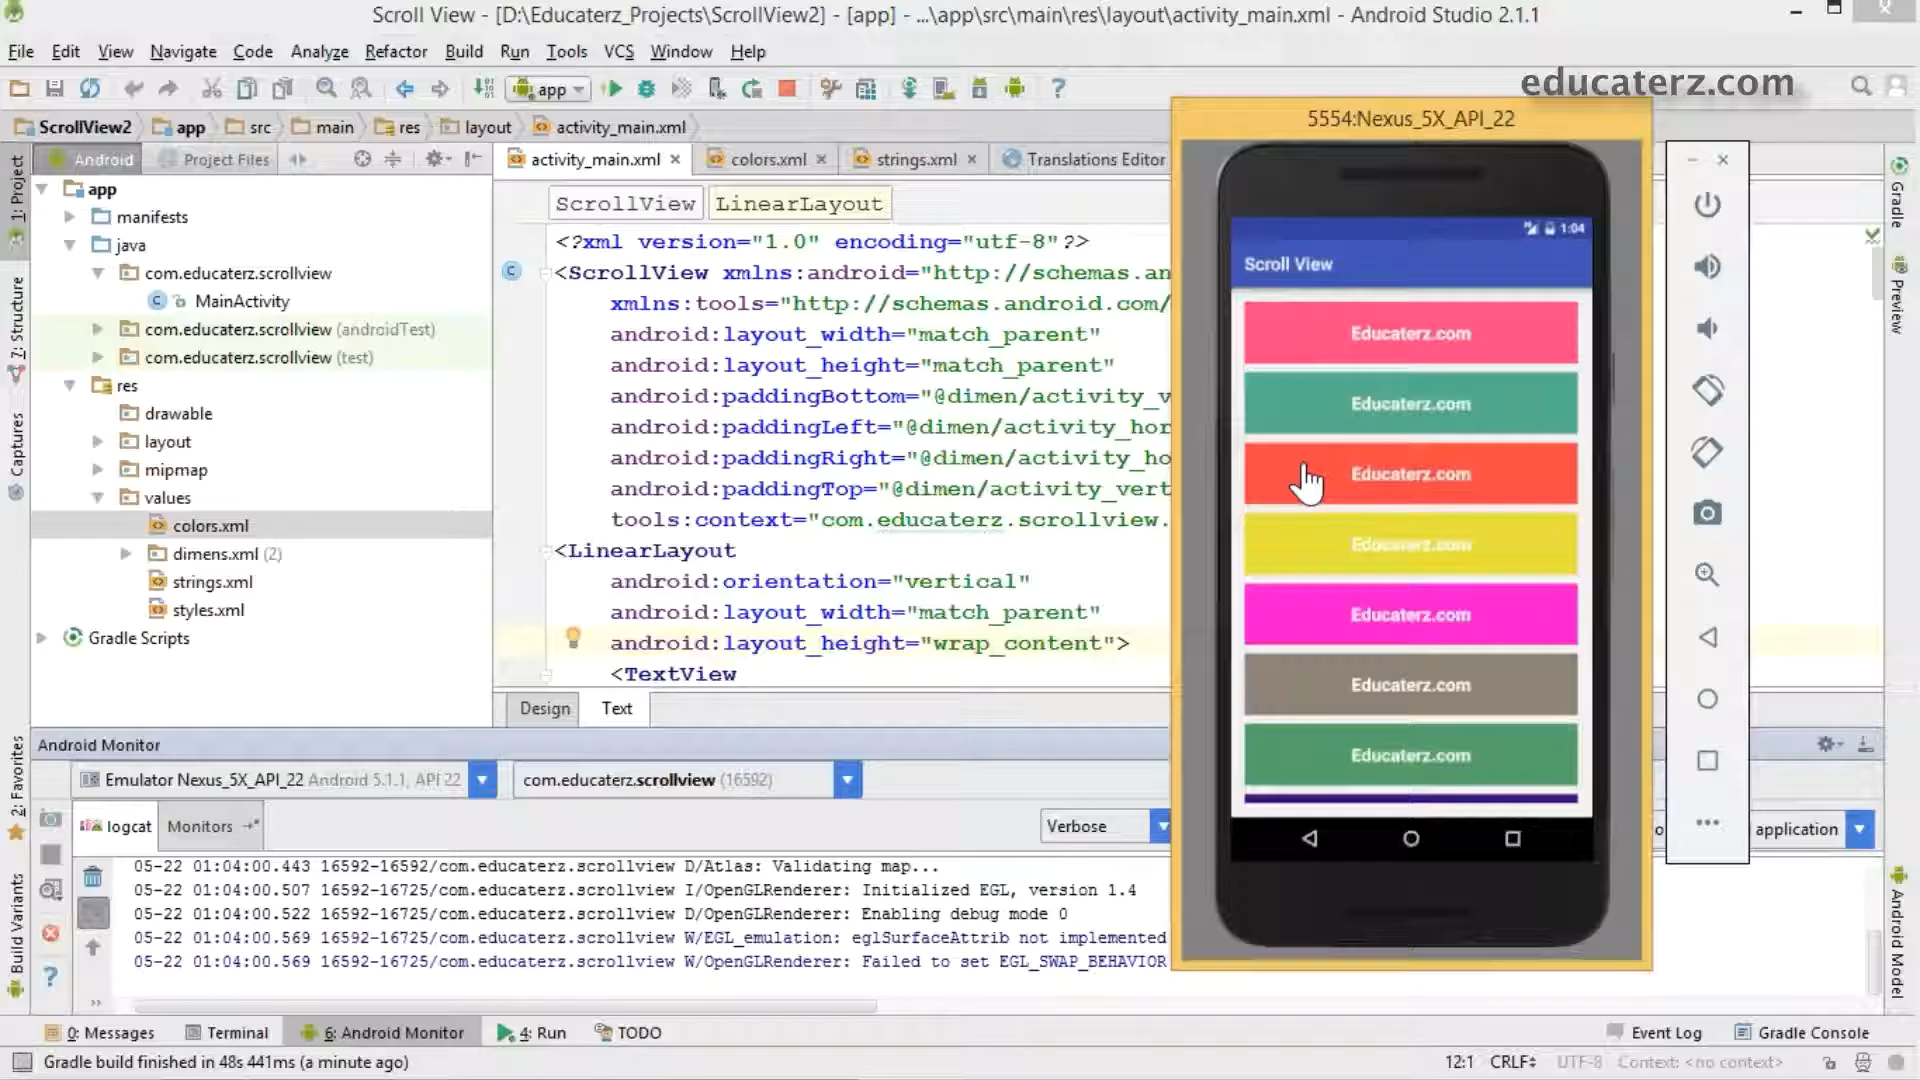 Scroll View - [D:\Educaterz_Projects\ScrollView2] - [app] - ...\app\src\main\res\layout\activity_main.xml - Android Studio 2.1.1
File Edit View Navigate Code Analyze Refactor Build Run Tools VCS Window Help
app
educaterz.com
ScrollView2 app src main res layout activity_main.xml
Android Project Files
activity_main.xml colors.xml strings.xml Translations Editor
1: Project
7: Structure
Captures
2: Favorites
Build Variants
app
manifests
java
com.educaterz.scrollview
MainActivity
com.educaterz.scrollview (androidTest)
com.educaterz.scrollview (test)
res
drawable
layout
mipmap
values
colors.xml
dimens.xml (2)
strings.xml
styles.xml
Gradle Scripts
ScrollView LinearLayout
<?xml version="1.0" encoding="utf-8"?>
<ScrollView xmlns:android="http://schemas.an
xmlns:tools="http://schemas.android.com/
android:layout_width="match_parent"
android:layout_height="match_parent"
android:paddingBottom="@dimen/activity_v
android:paddingLeft="@dimen/activity_hor
android:paddingRight="@dimen/activity_ho
android:paddingTop="@dimen/activity_vert
tools:context="com.educaterz.scrollview.
<LinearLayout
android:orientation="vertical"
android:layout_width="match_parent"
android:layout_height="wrap_content">
<TextView
Design Text
5554:Nexus_5X_API_22
1:04
Scroll View
Educaterz.com
Educaterz.com
Educaterz.com
Educaterz.com
Educaterz.com
Educaterz.com
Educaterz.com
Gradle
Preview
Android Model
Android Monitor
Emulator Nexus_5X_API_22 Android 5.1.1, API 22 com.educaterz.scrollview (16592)
logcat Monitors Verbose application
05-22 01:04:00.443 16592-16592/com.educaterz.scrollview D/Atlas: Validating map...
05-22 01:04:00.507 16592-16725/com.educaterz.scrollview I/OpenGLRenderer: Initialized EGL, version 1.4
05-22 01:04:00.522 16592-16725/com.educaterz.scrollview D/OpenGLRenderer: Enabling debug mode 0
05-22 01:04:00.569 16592-16725/com.educaterz.scrollview W/EGL_emulation: eglSurfaceAttrib not implemented
05-22 01:04:00.569 16592-16725/com.educaterz.scrollview W/OpenGLRenderer: Failed to set EGL_SWAP_BEHAVIOR
0: Messages Terminal 6: Android Monitor 4: Run TODO Event Log Gradle Console
Gradle build finished in 48s 441ms (a minute ago) 12:1 CRLF UTF-8 Context: <no context>